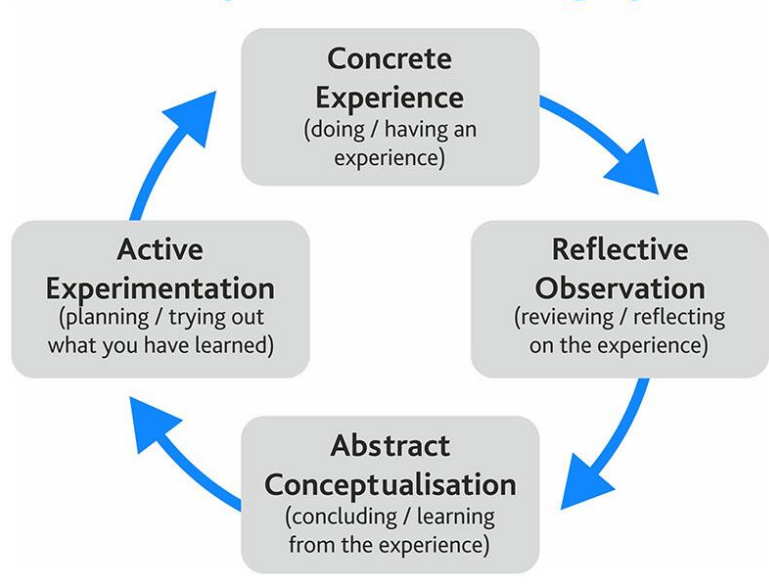 Concrete
Experience
(doing / having an
experience)
Active
Experimentation
(planning / trying out
what you have learned)
Reflective
Observation
(reviewing / reflecting
on the experience)
Abstract
Conceptualisation
(concluding / learning
from the experience)